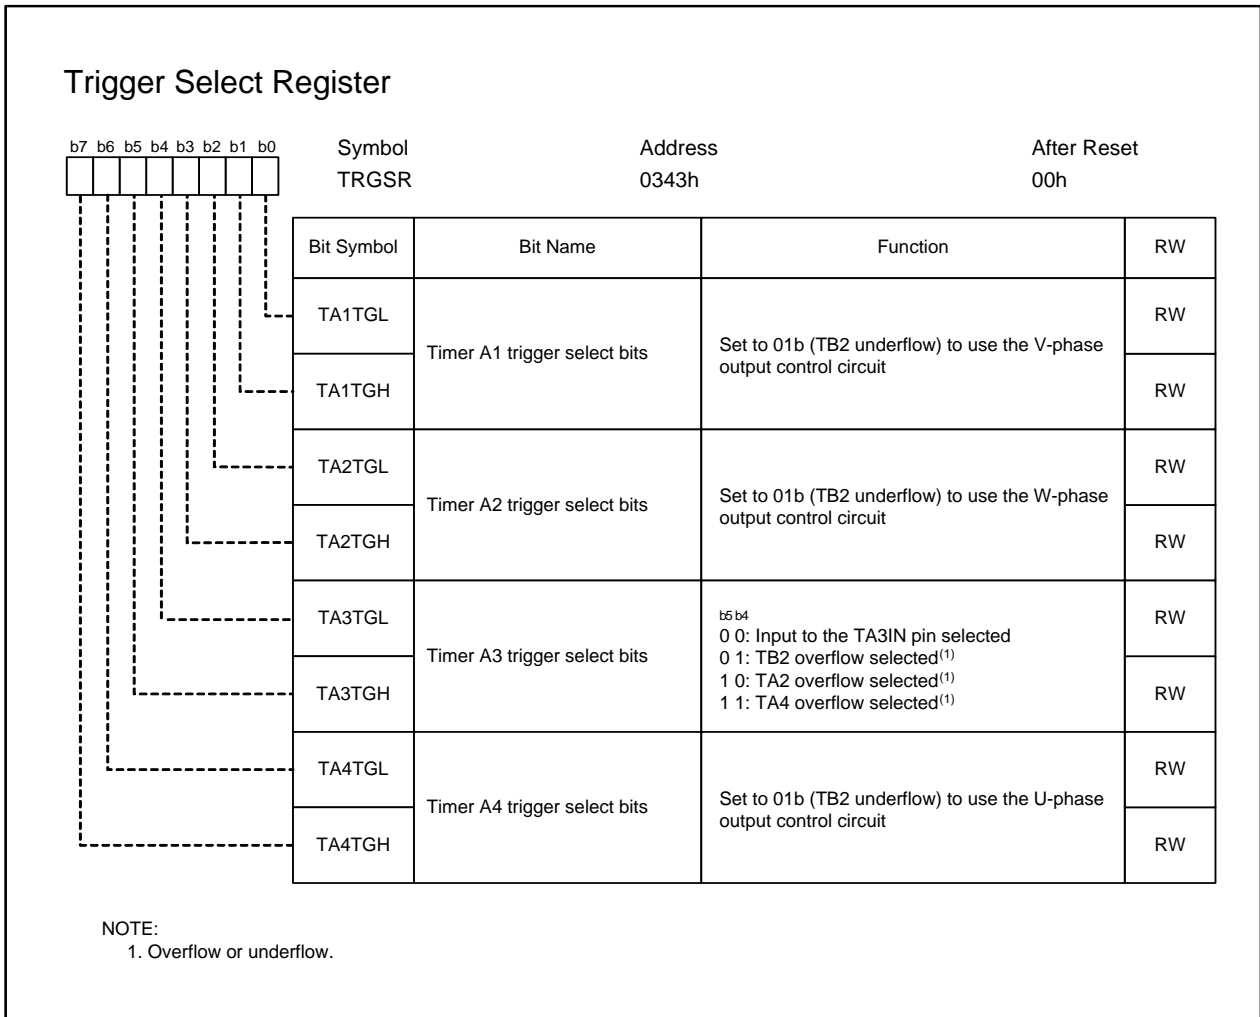 Trigger Select Register
b7 b6 b5 b4 b3 b2 b1 b0
Symbol Address After Reset
TRGSR 0343h 00h
Bit Symbol Bit Name Function RW
TA1TGL RW
Timer A1 trigger select bits
Set to 01b (TB2 underflow) to use the V-phase
output control circuit
TA1TGH RW
TA2TGL RW
Timer A2 trigger select bits
Set to 01b (TB2 underflow) to use the W-phase
output control circuit
TA2TGH RW
TA3TGL RW
Timer A3 trigger select bits
b5 b4
0 0: Input to the TA3IN pin selected
0 1: TB2 overflow selected(1)
1 0: TA2 overflow selected(1)
1 1: TA4 overflow selected(1)
TA3TGH RW
TA4TGL RW
Timer A4 trigger select bits
Set to 01b (TB2 underflow) to use the U-phase
output control circuit
TA4TGH RW
NOTE:
1. Overflow or underflow.